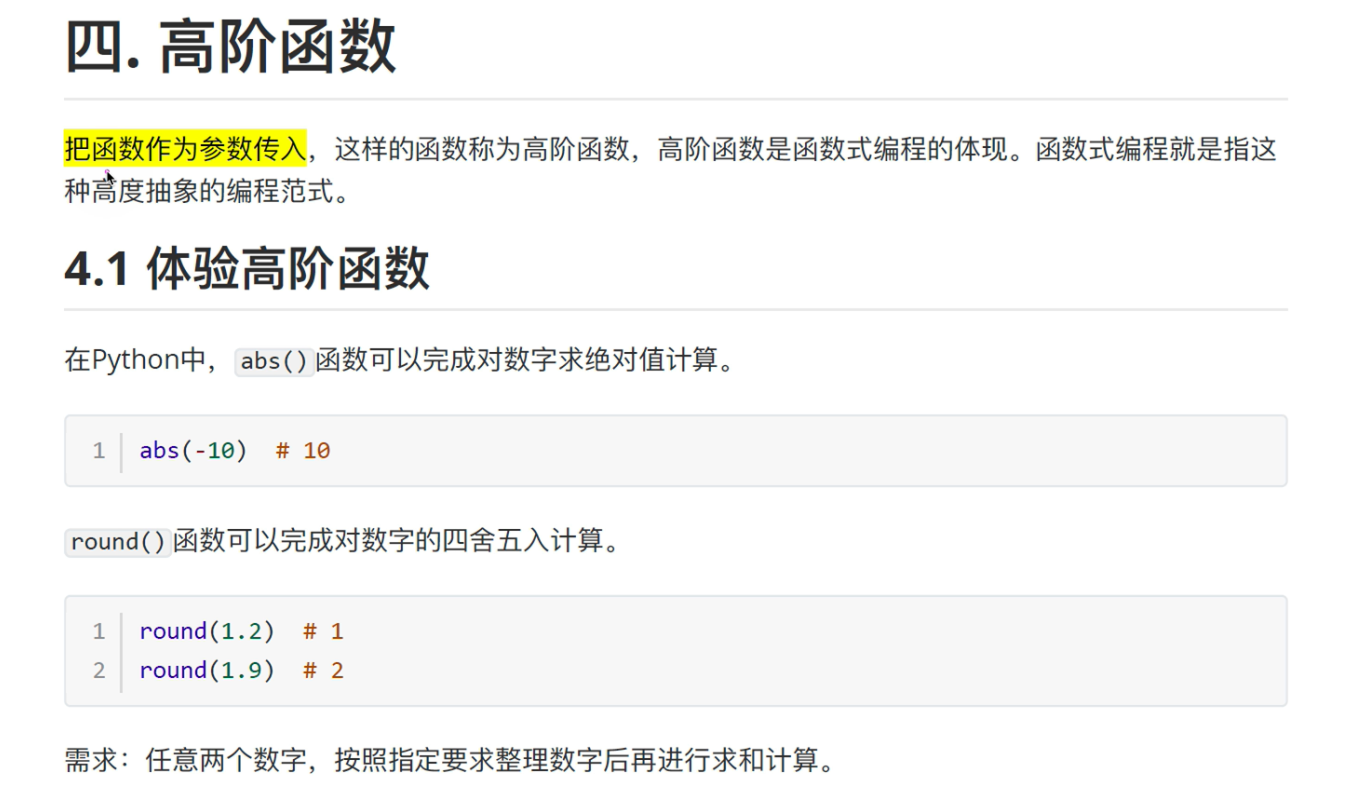 四. 高阶函数
把函数作为参数传入，这样的函数称为高阶函数，高阶函数是函数式编程的体现。函数式编程就是指这
种高度抽象的编程范式。
4.1 体验高阶函数
在Python中，abs()函数可以完成对数字求绝对值计算。
1 abs(-10)  # 10
round()函数可以完成对数字的四舍五入计算。
1 round(1.2)  # 1
2 round(1.9)  # 2
需求：任意两个数字，按照指定要求整理数字后再进行求和计算。